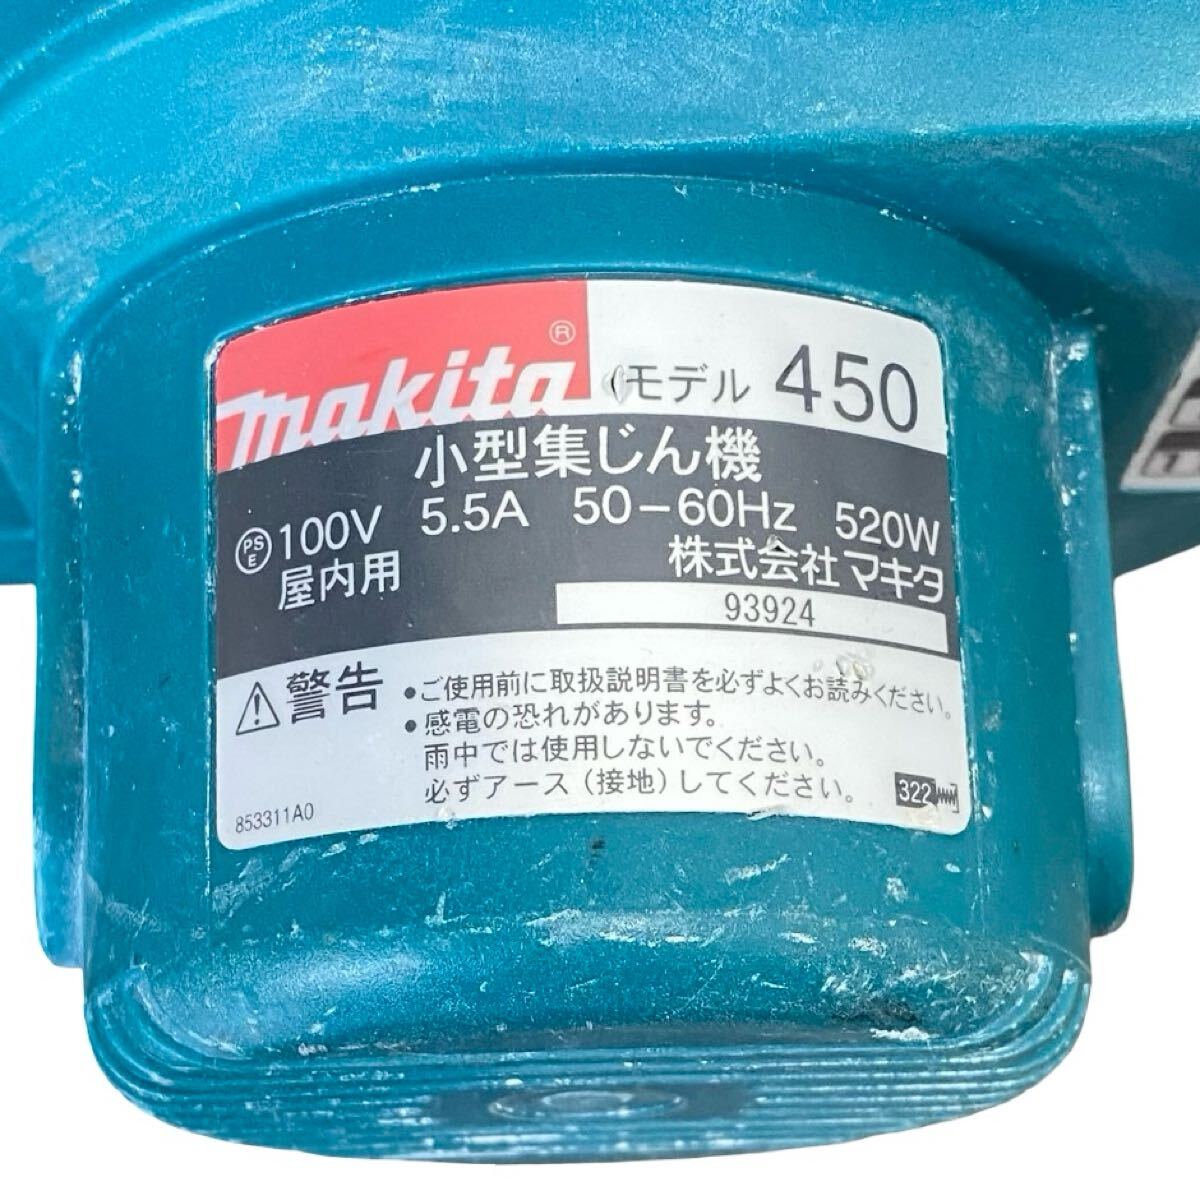 makita®
モデル 450
小型集じん機
PSE 100V 5.5A 50-60Hz 520W
屋内用 株式会社マキタ
93924
警告 •ご使用前に取扱説明書を必ずよくお読みください。
•感電の恐れがあります。
雨中では使用しないでください。
必ずアース（接地）してください。
322
853311A0